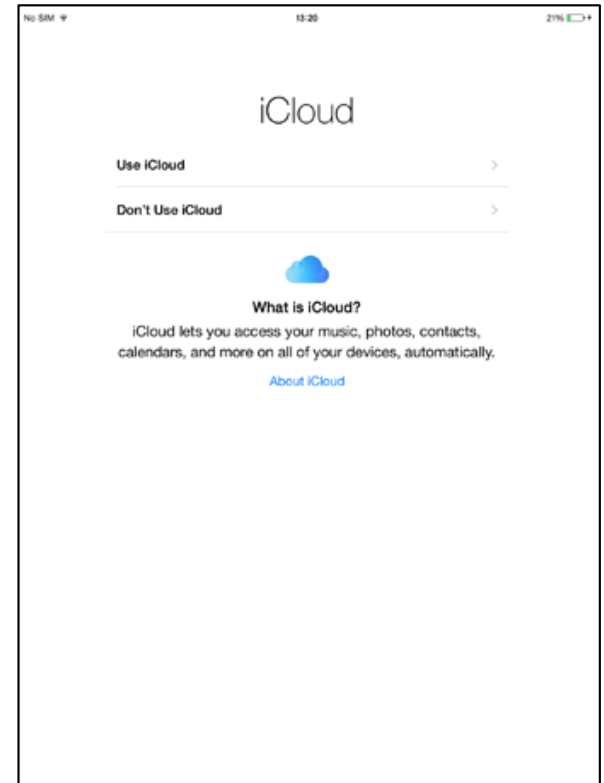 No SIM 13:20 21%
iCloud
Use iCloud
Don't Use iCloud
What is iCloud?
iCloud lets you access your music, photos, contacts,
calendars, and more on all of your devices, automatically.
About iCloud